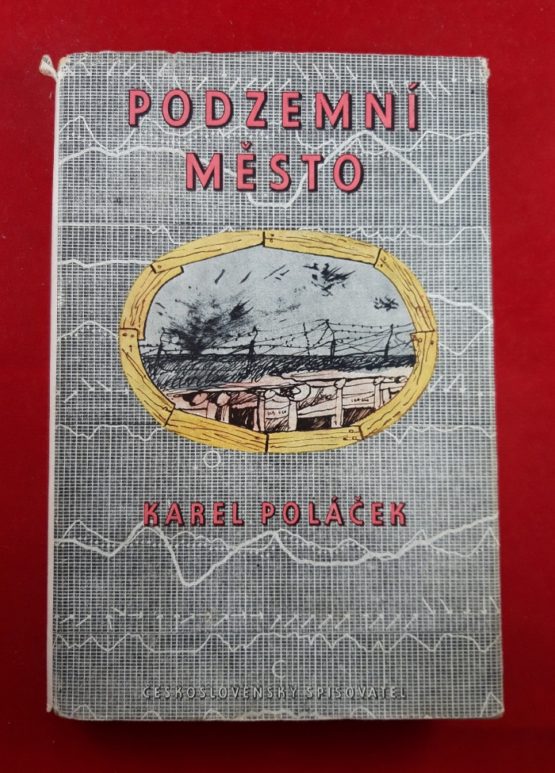 PODZEMNÍ
MĚSTO
KAREL POLÁČEK
ČESKOSLOVENSKÝ SPISOVATEL